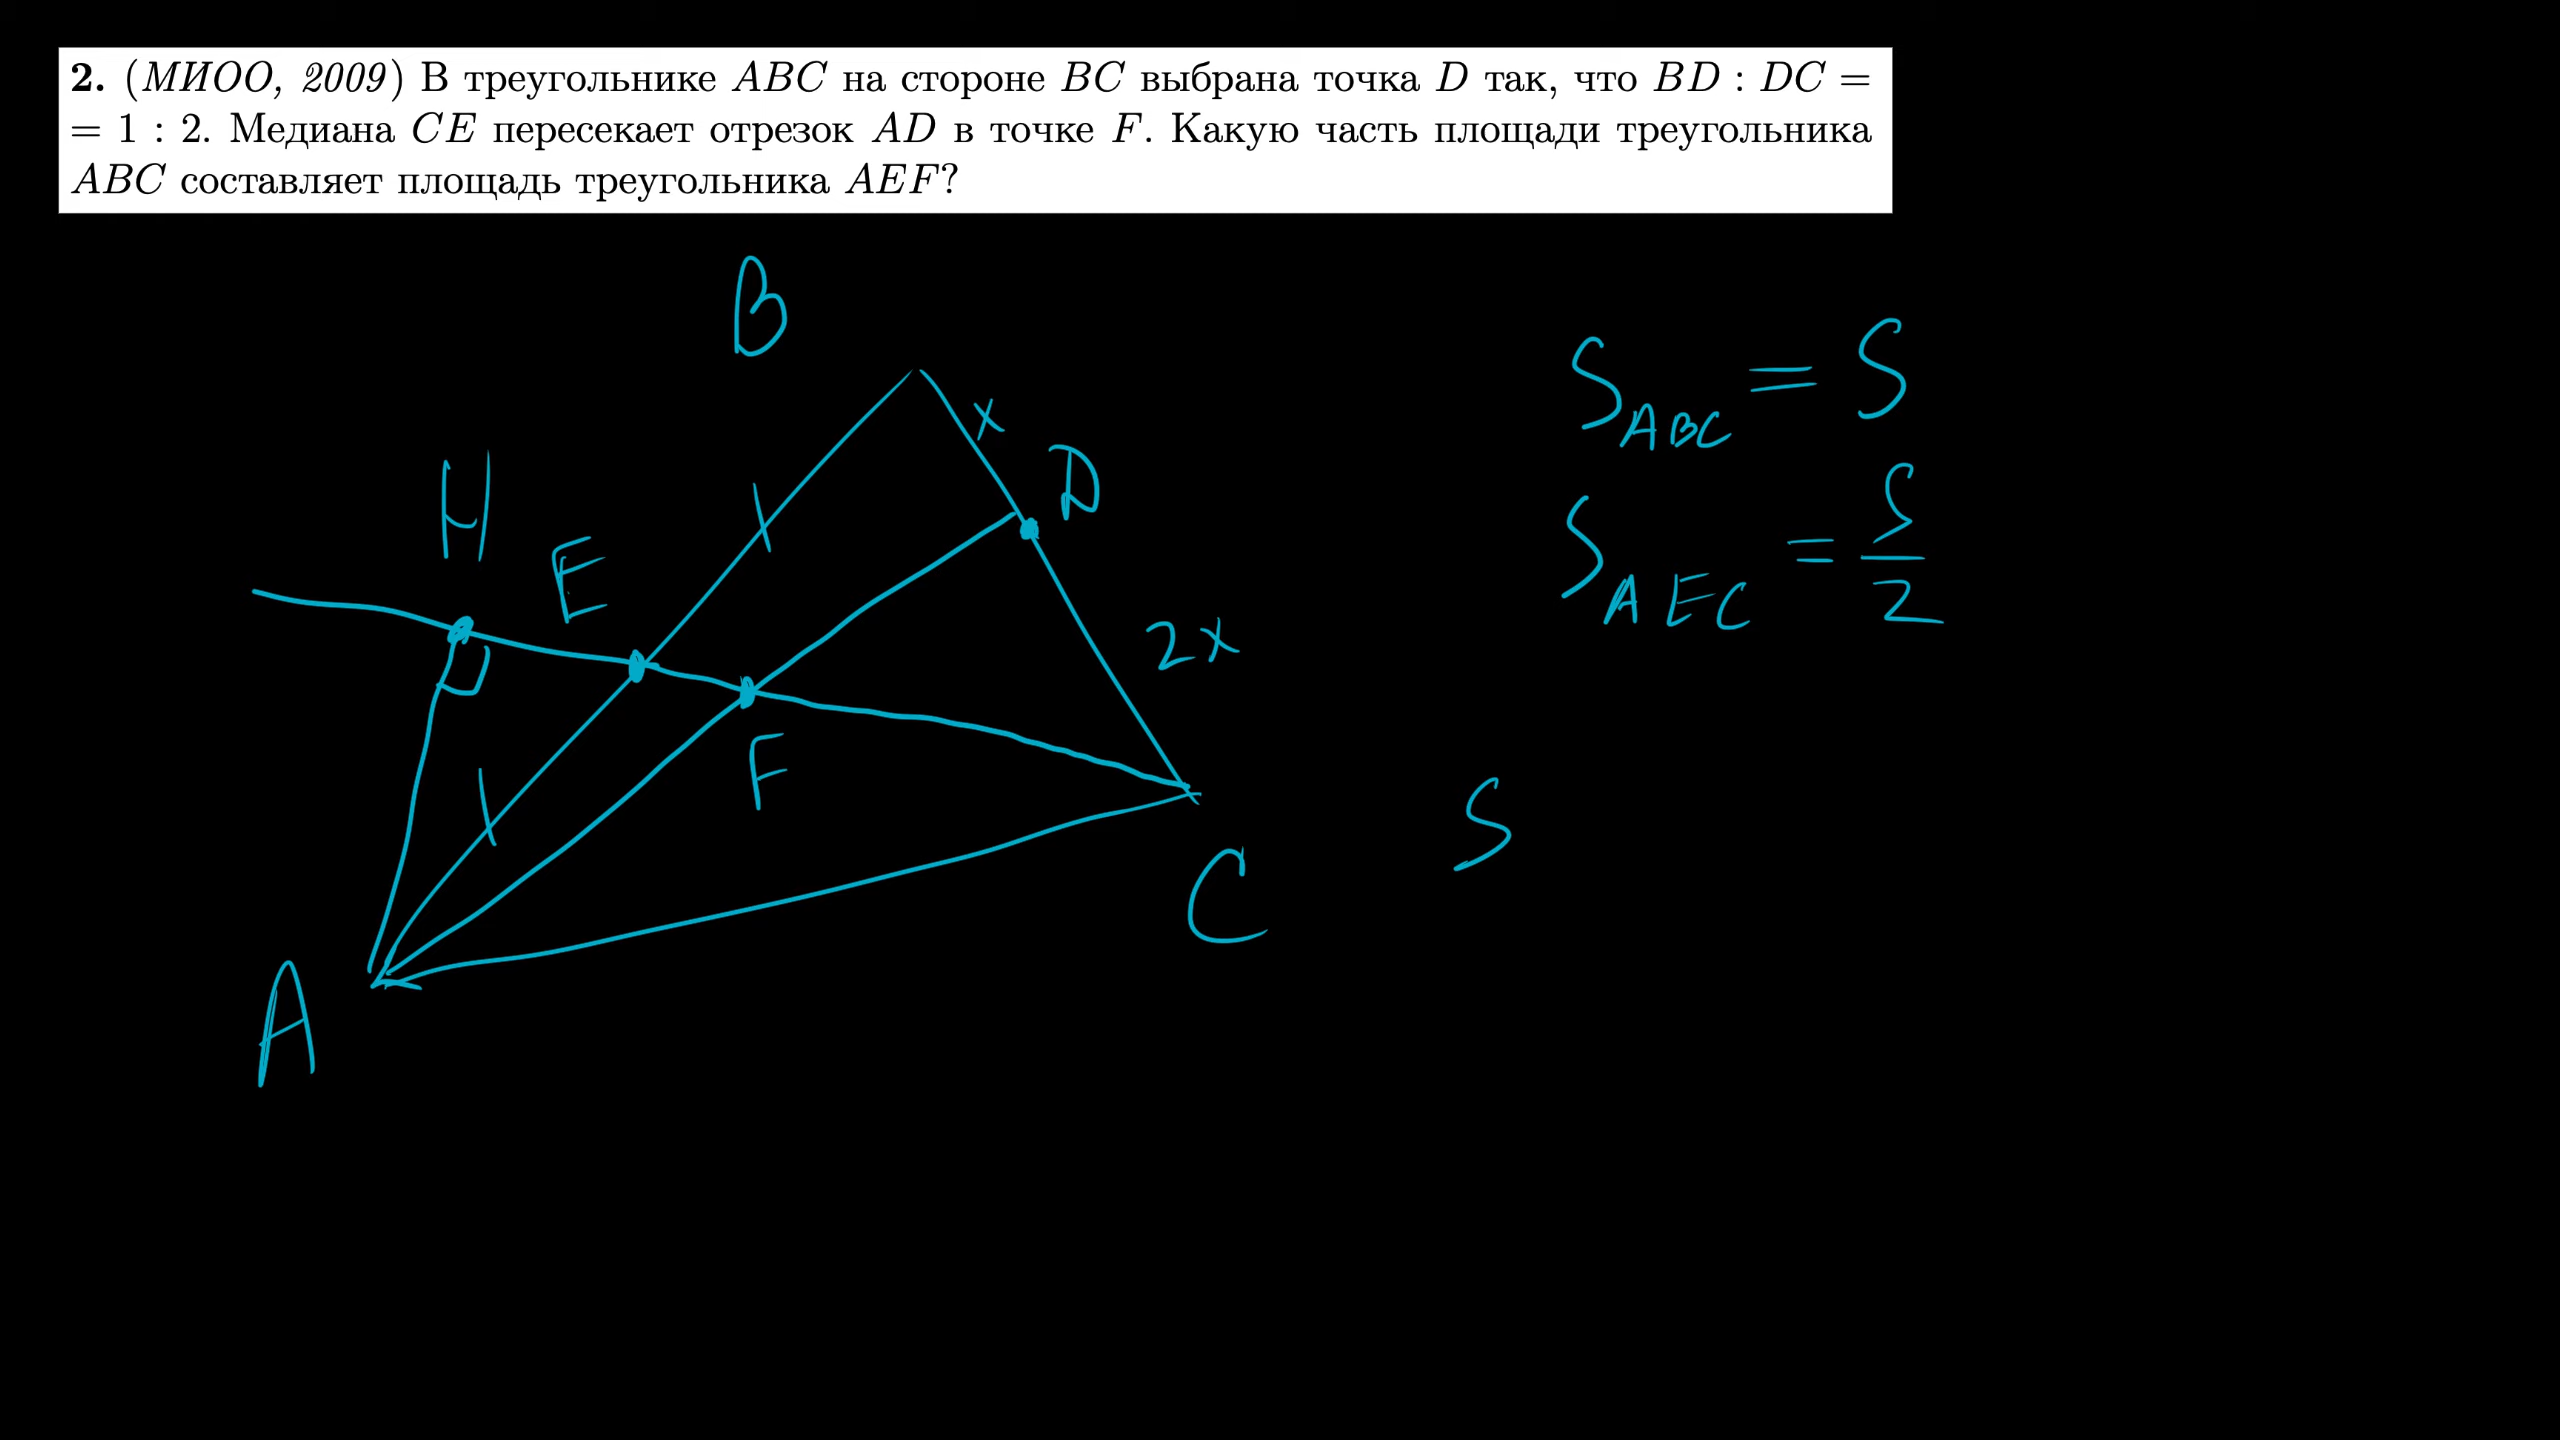 2. (МИОО, 2009) В треугольнике ABC на стороне BC выбрана точка D так, что BD : DC =
= 1 : 2. Медиана CE пересекает отрезок AD в точке F. Какую часть площади треугольника
ABC составляет площадь треугольника AEF?
B
x
D
H
E
2x
F
C
A
S_ABC = S
S_AEC = S/2
S